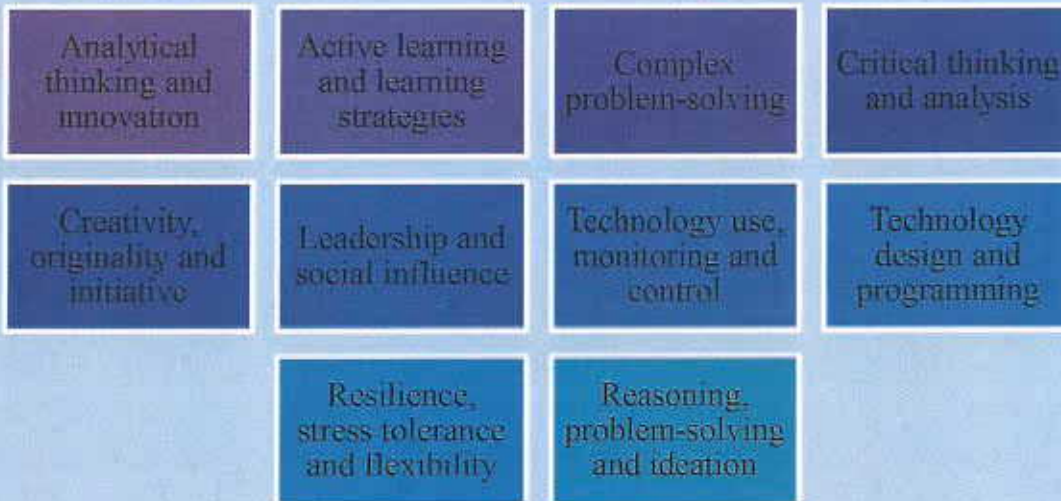 Analytical
thinking and
innovation
Active learning
and learning
strategies
Complex
problem-solving
Critical thinking
and analysis
Creativity,
originality and
initiative
Leadership and
social influence
Technology use,
monitoring and
control
Technology
design and
programming
Resilience,
stress tolerance
and flexibility
Reasoning,
problem-solving
and ideation